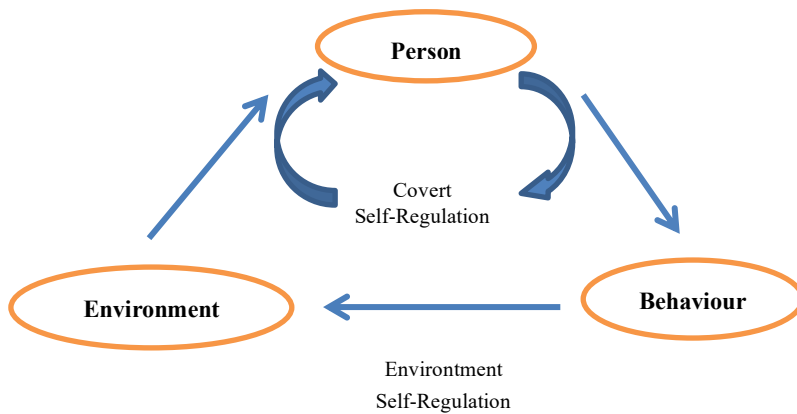 Person
Covert
Self-Regulation
Environment
Behaviour
Environtment
Self-Regulation